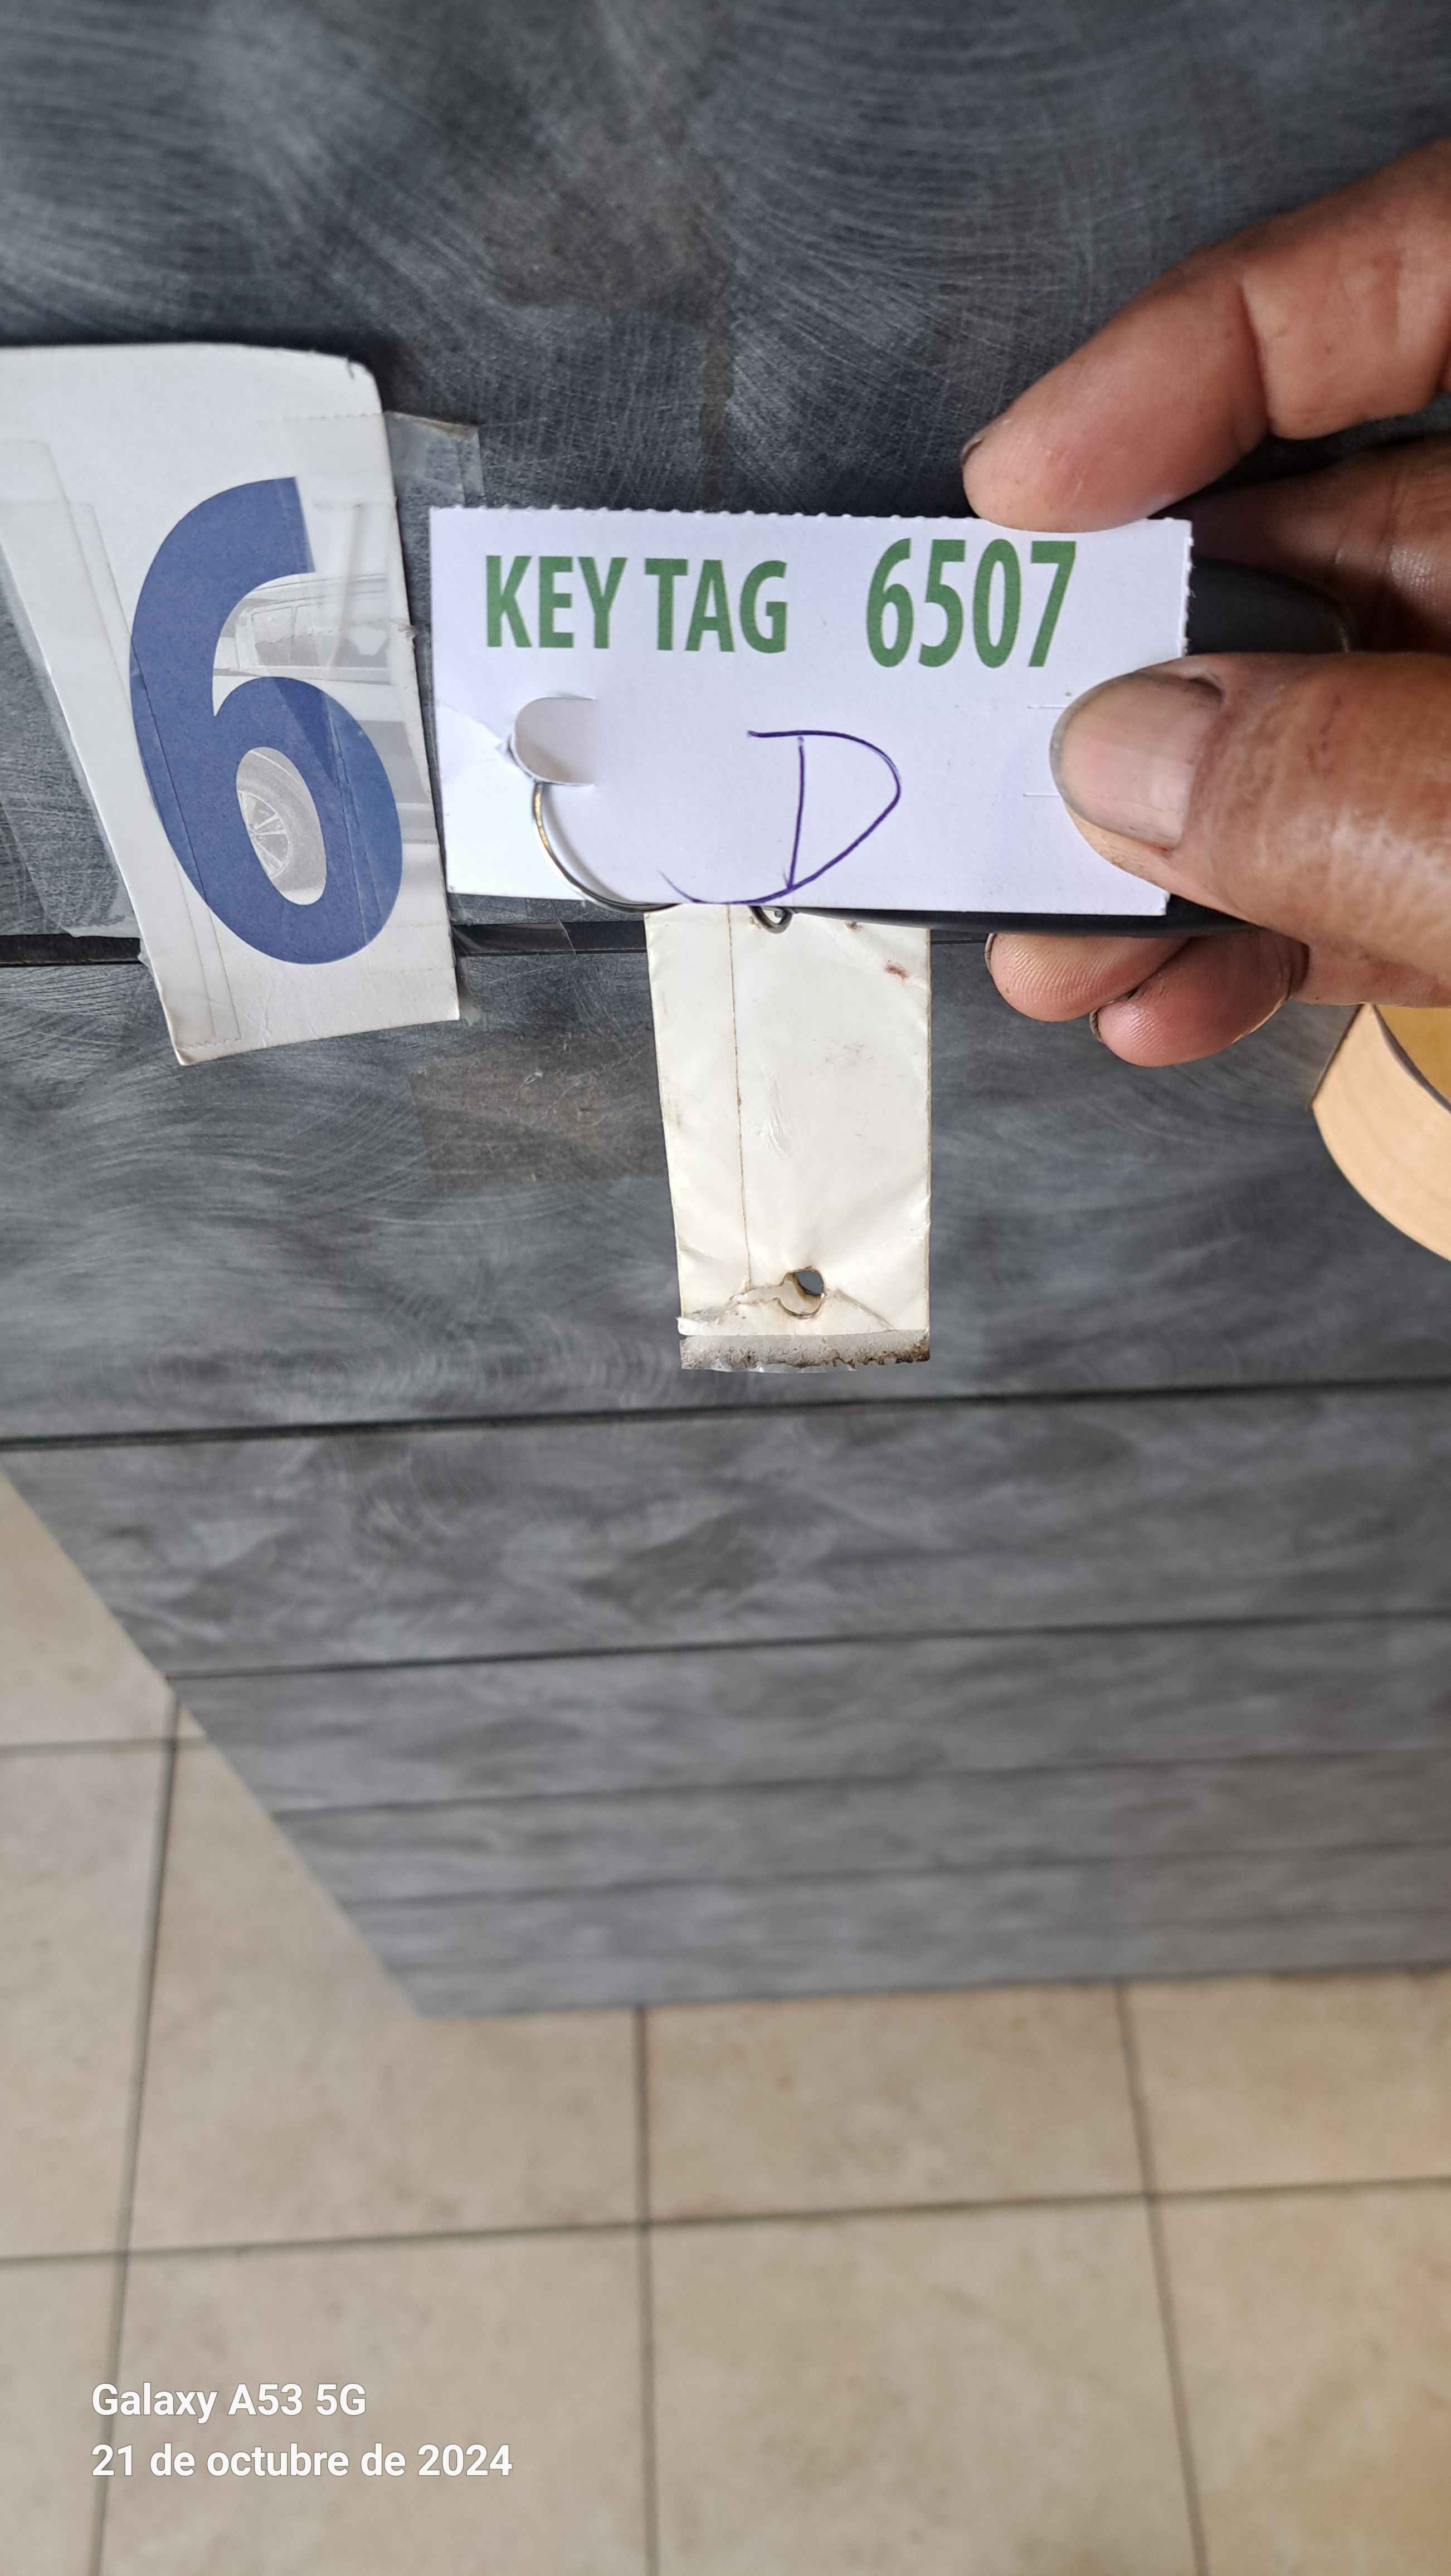 6
KEY TAG 6507
D
Galaxy A53 5G
21 de octubre de 2024